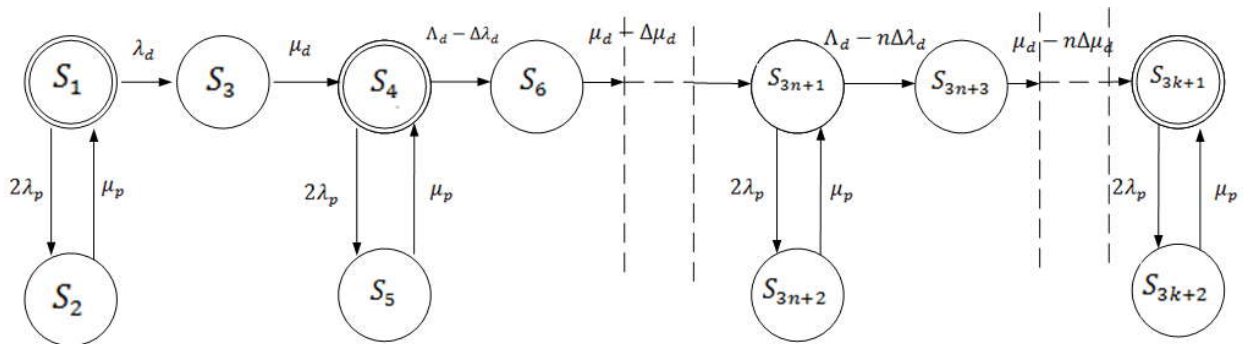 λ_d
μ_d
Λ_d − Δλ_d
μ_d − Δμ_d
Λ_d − nΔλ_d
μ_d − nΔμ_d
S_1
S_3
S_4
S_6
S_{3n+1}
S_{3n+3}
S_{3k+1}
2λ_p
μ_p
2λ_p
μ_p
2λ_p
μ_p
2λ_p
μ_p
S_2
S_5
S_{3n+2}
S_{3k+2}